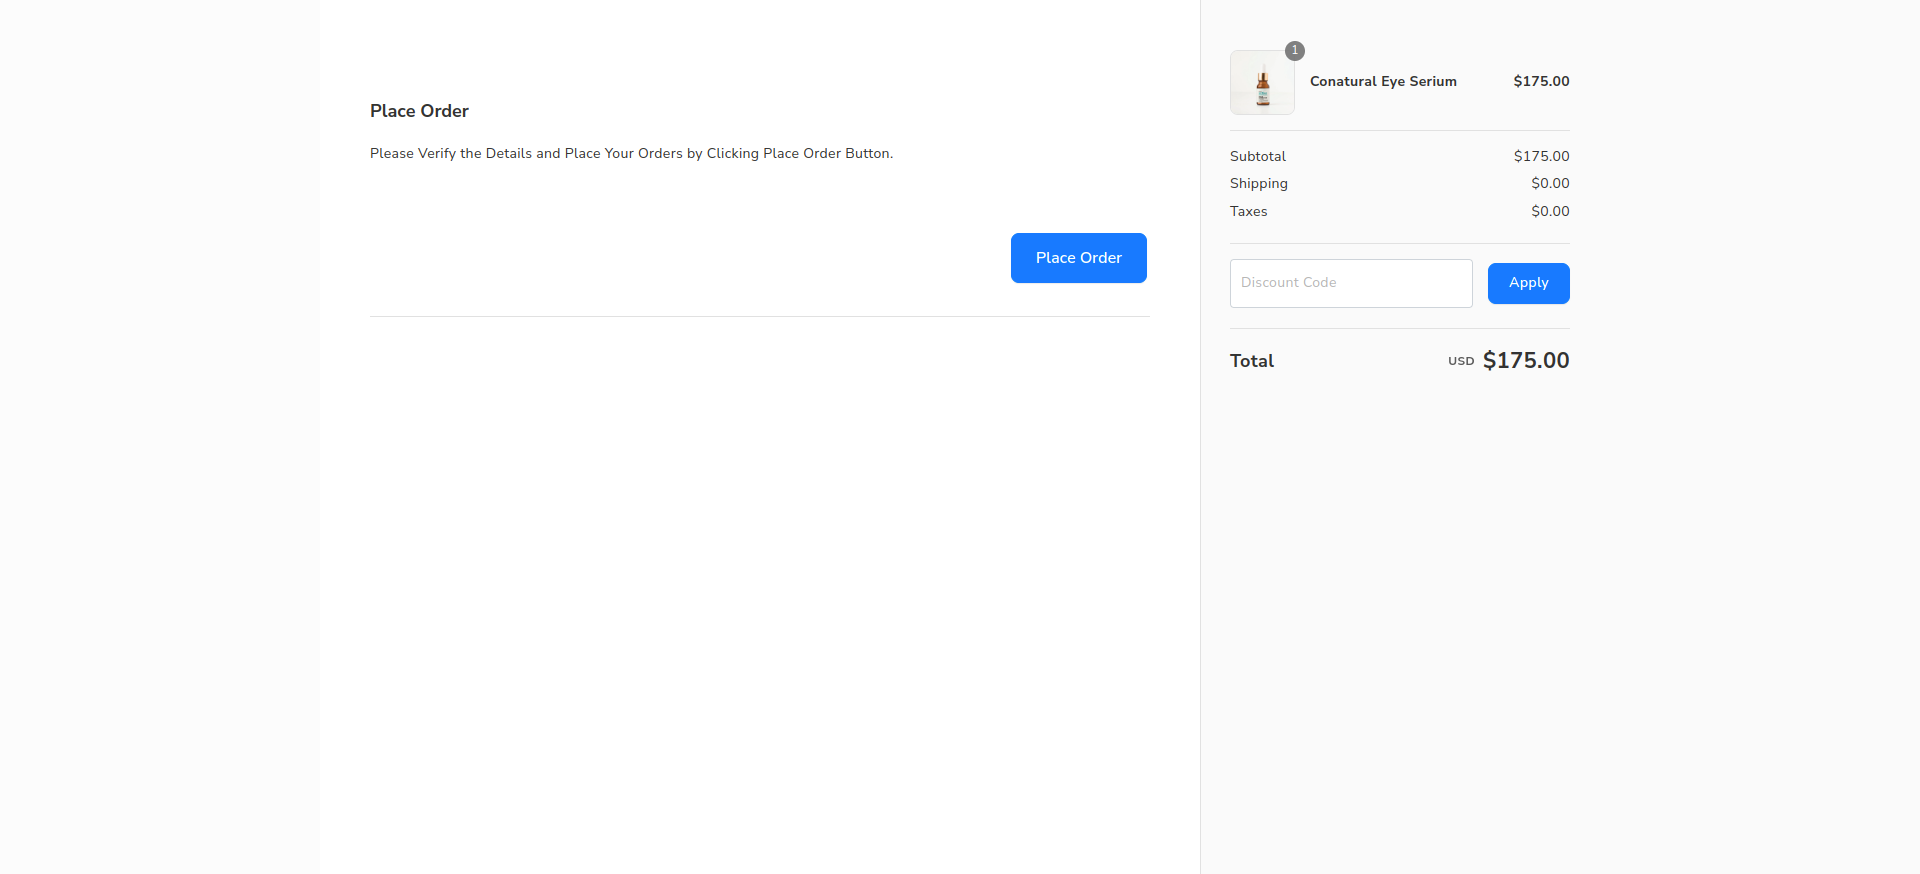 Place Order
Please Verify the Details and Place Your Orders by Clicking Place Order Button.
Place Order
1
Conatural Eye Serium $175.00
Subtotal $175.00
Shipping $0.00
Taxes $0.00
Discount Code Apply
Total USD $175.00